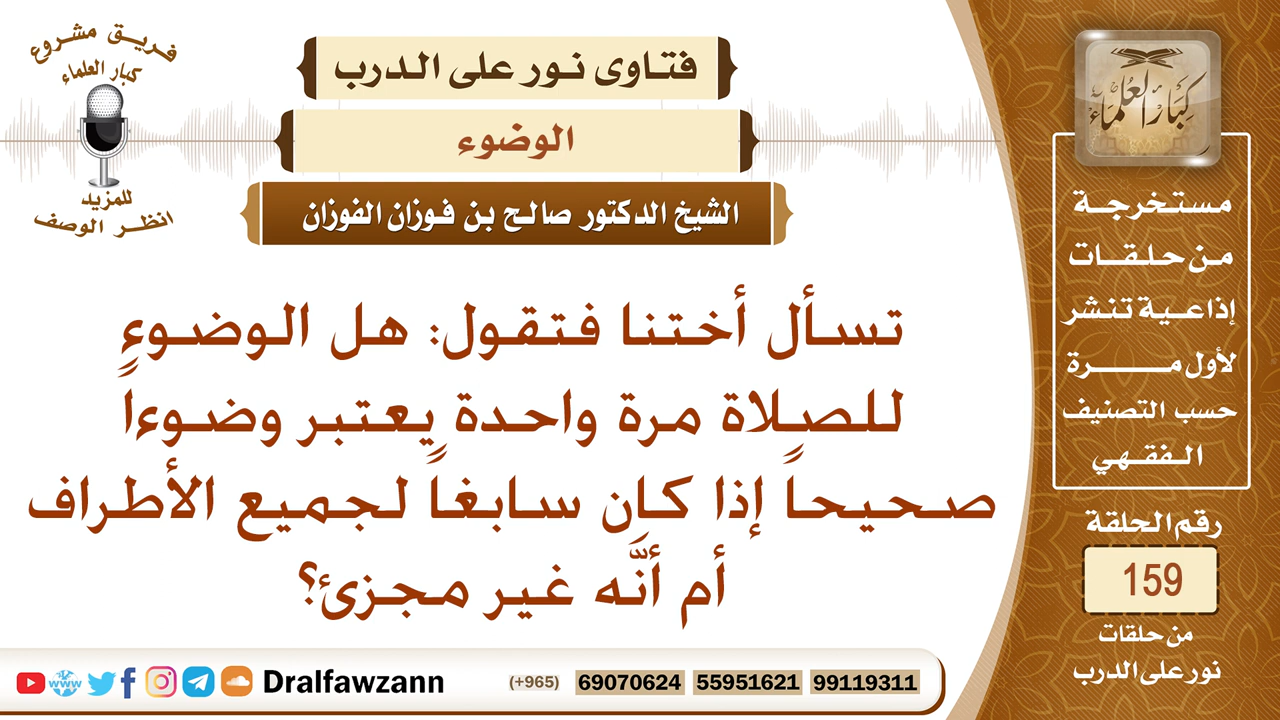 فريق مشروع
كبار العلماء
للمزيد
انظر الوصف
فتاوى نور على الدرب
الوضوء
الشيخ الدكتور صالح بن فوزان الفوزان
تسأل أختنا فتقول: هل الوضوء
للصلاة مرة واحدة يعتبر وضوءاً
صحيحاً إذا كان سابغاً لجميع الأطراف
أم أنَّه غير مجزئ؟
كبار العلماء
مستخرجة
من حلقات
إذاعية تنشر
لأول مرة
حسب التصنيف
الفقهي
رقم الحلقة
159
من حلقات
نور على الدرب
www Dralfawzann (+965) 69070624 55951621 99119311